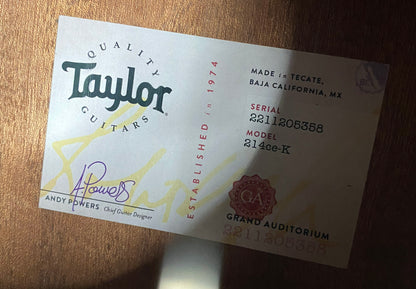 QUALITY
Taylor
GUITARS
ESTABLISHED in 1974
MADE in TECATE,
BAJA CALIFORNIA, MX
SERIAL
2211205358
MODEL
214ce-K
A Powers
ANDY POWERS Chief Guitar Designer
GA
GRAND AUDITORIUM
2211205358